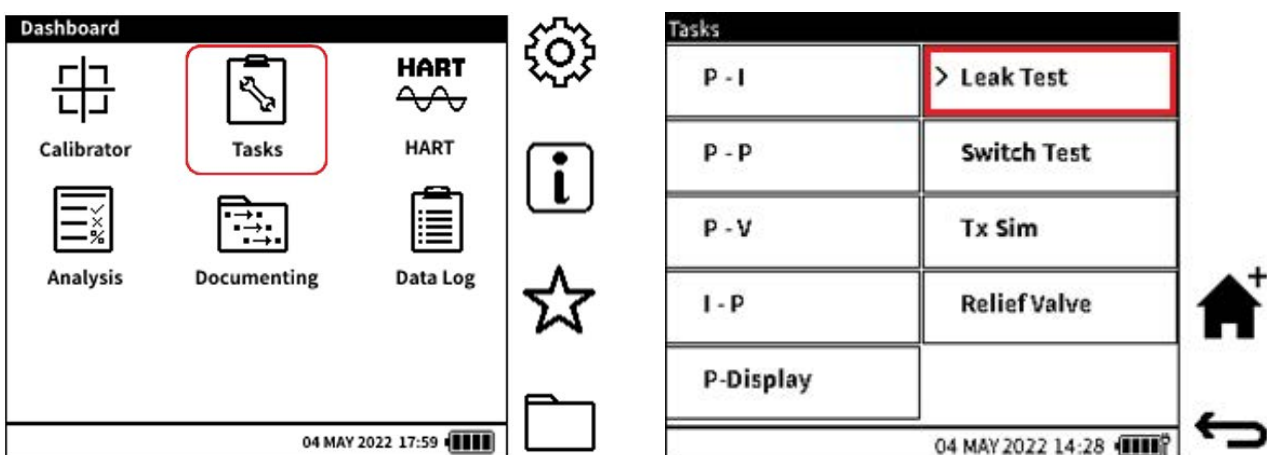 Dashboard
HART
Calibrator Tasks HART
Analysis Documenting Data Log
04 MAY 2022 17:59
Tasks
P - I > Leak Test
P - P Switch Test
P - V Tx Sim
I - P Relief Valve
P-Display
04 MAY 2022 14:28